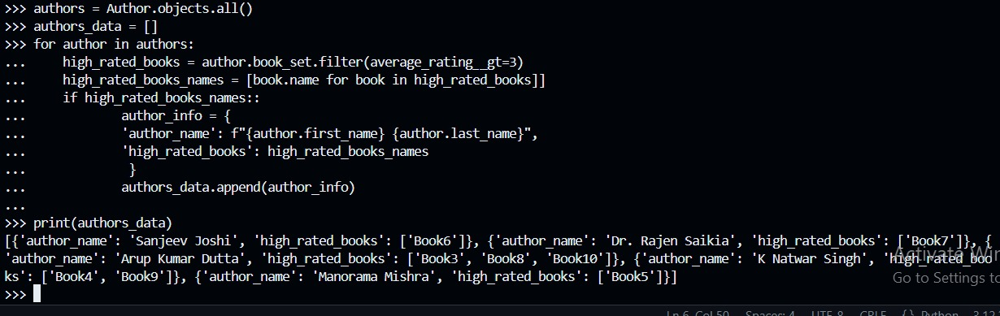 >>> authors = Author.objects.all()
>>> authors_data = []
>>> for author in authors:
...     high_rated_books = author.book_set.filter(average_rating__gt=3)
...     high_rated_books_names = [book.name for book in high_rated_books]]
...     if high_rated_books_names::
...             author_info = {
...             'author_name': f"{author.first_name} {author.last_name}",
...             'high_rated_books': high_rated_books_names
...              }
...             authors_data.append(author_info)
...
>>> print(authors_data)
[{'author_name': 'Sanjeev Joshi', 'high_rated_books': ['Book6']}, {'author_name': 'Dr. Rajen Saikia', 'high_rated_books': ['Book7']}, {
'author_name': 'Arup Kumar Dutta', 'high_rated_books': ['Book3', 'Book8', 'Book10']}, {'author_name': 'K Natwar Singh', 'high_rated_boo
ks': ['Book4', 'Book9']}, {'author_name': 'Manorama Mishra', 'high_rated_books': ['Book5']}]
>>>
Activate Win
Go to Settings to
Ln 6, Col 50 Spaces: 4 UTF-8 CRLF {} Python 3.12